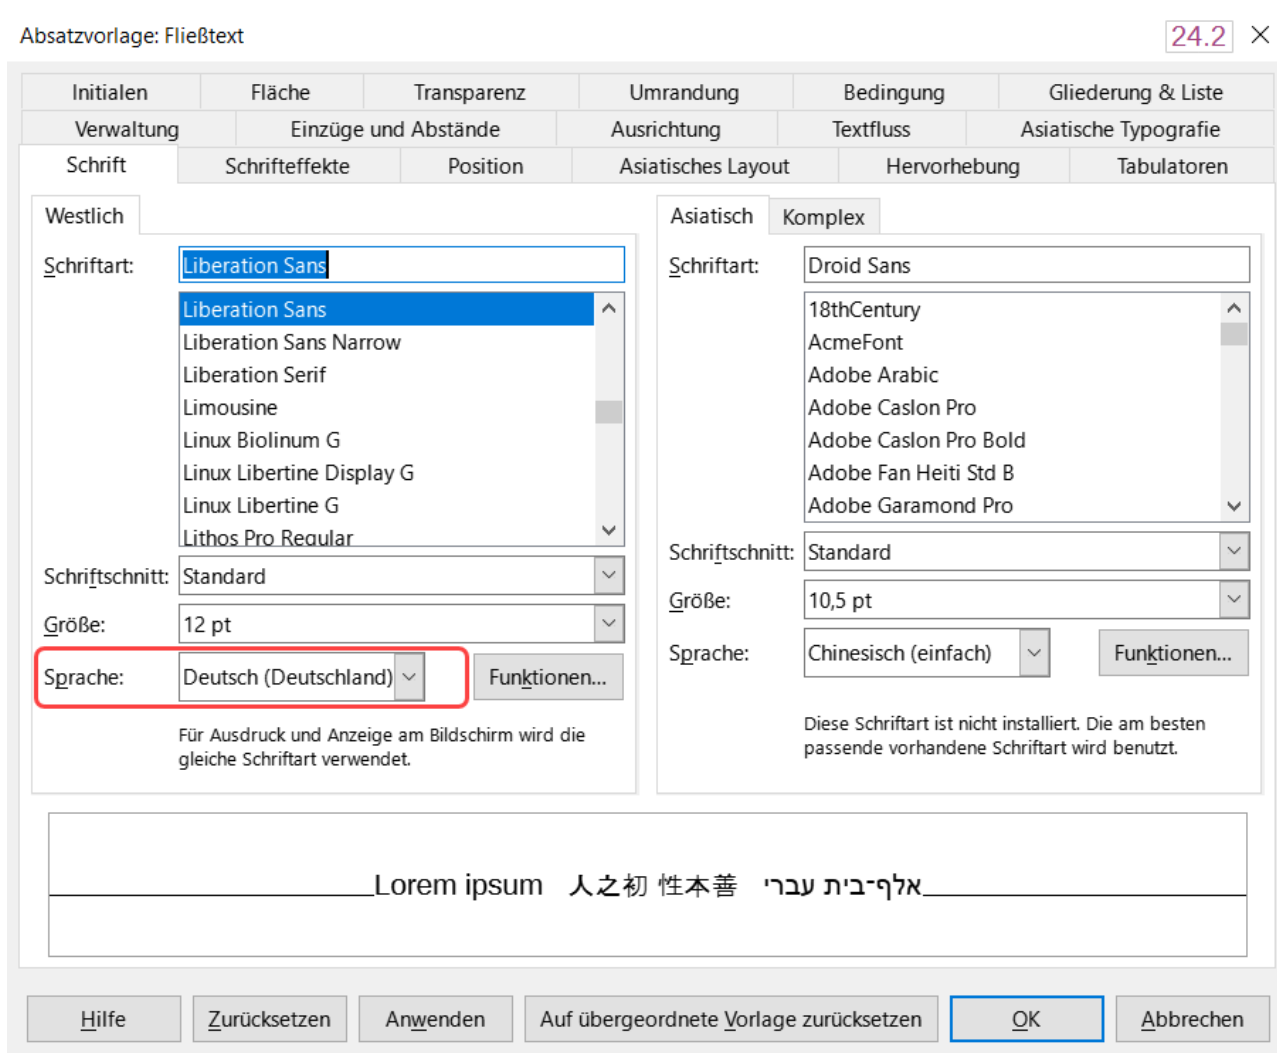 Absatzvorlage: Fließtext 24.2
Initialen Fläche Transparenz Umrandung Bedingung Gliederung & Liste
Verwaltung Einzüge und Abstände Ausrichtung Textfluss Asiatische Typografie
Schrift Schrifteffekte Position Asiatisches Layout Hervorhebung Tabulatoren
Westlich
Schriftart: Liberation Sans
Liberation Sans
Liberation Sans Narrow
Liberation Serif
Limousine
Linux Biolinum G
Linux Libertine Display G
Linux Libertine G
Lithos Pro Regular
Schriftschnitt: Standard
Größe: 12 pt
Sprache: Deutsch (Deutschland) Funktionen...
Für Ausdruck und Anzeige am Bildschirm wird die
gleiche Schriftart verwendet.
Asiatisch Komplex
Schriftart: Droid Sans
18thCentury
AcmeFont
Adobe Arabic
Adobe Caslon Pro
Adobe Caslon Pro Bold
Adobe Fan Heiti Std B
Adobe Garamond Pro
Schriftschnitt: Standard
Größe: 10,5 pt
Sprache: Chinesisch (einfach) Funktionen...
Diese Schriftart ist nicht installiert. Die am besten
passende vorhandene Schriftart wird benutzt.
Lorem ipsum 人之初 性本善 אלף-בית עברי
Hilfe Zurücksetzen Anwenden Auf übergeordnete Vorlage zurücksetzen OK Abbrechen